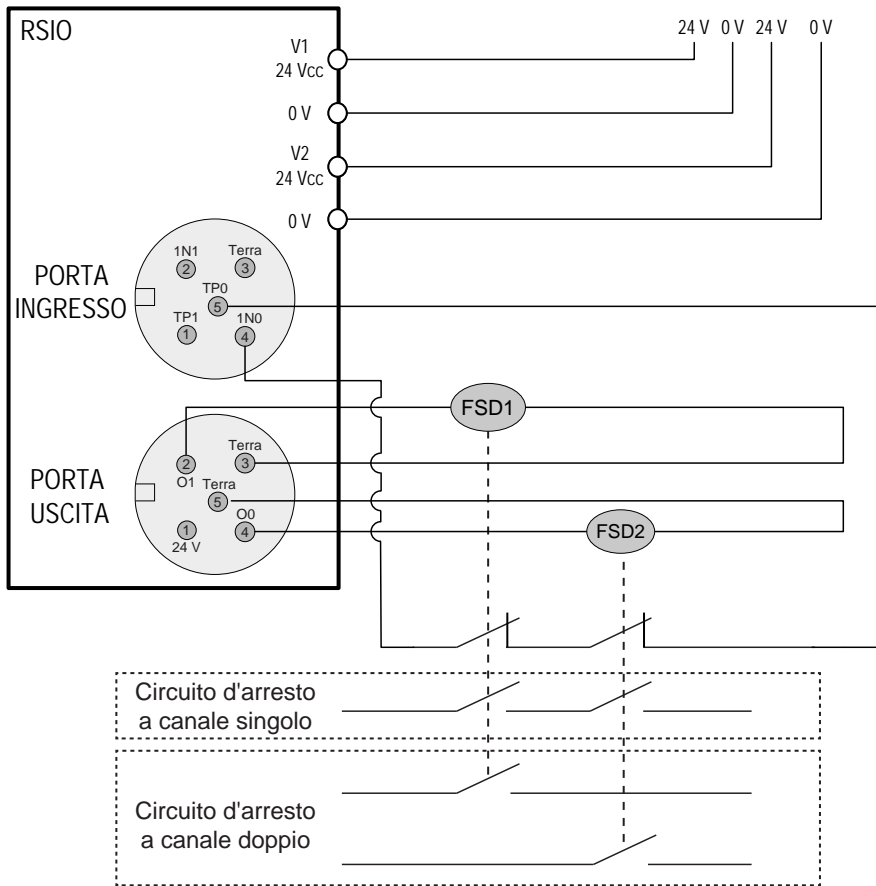 RSIO
24 V 0 V 24 V 0 V
V1
24 Vcc
0 V
V2
24 Vcc
0 V
PORTA
INGRESSO
1N1
2
Terra
3
TP0
5
TP1
1
1N0
4
FSD1
PORTA
USCITA
2
O1
Terra
3
Terra
5
O0
4
1
24 V
FSD2
Circuito d'arresto
a canale singolo
Circuito d'arresto
a canale doppio